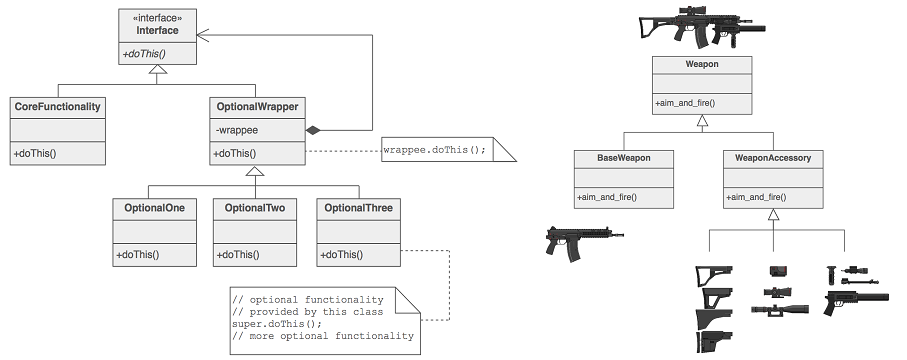 «interface»
Interface
+doThis()
CoreFunctionality
+doThis()
OptionalWrapper
-wrappee
+doThis()
wrappee.doThis();
OptionalOne
+doThis()
OptionalTwo
+doThis()
OptionalThree
+doThis()
// optional functionality
// provided by this class
super.doThis();
// more optional functionality
Weapon
+aim_and_fire()
BaseWeapon
+aim_and_fire()
WeaponAccessory
+aim_and_fire()